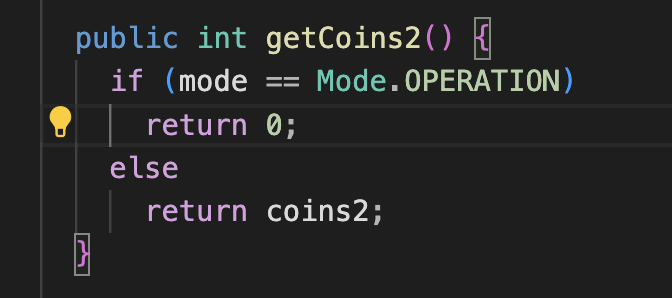 public int getCoins2() {
if (mode == Mode.OPERATION)
return 0;
else
return coins2;
}